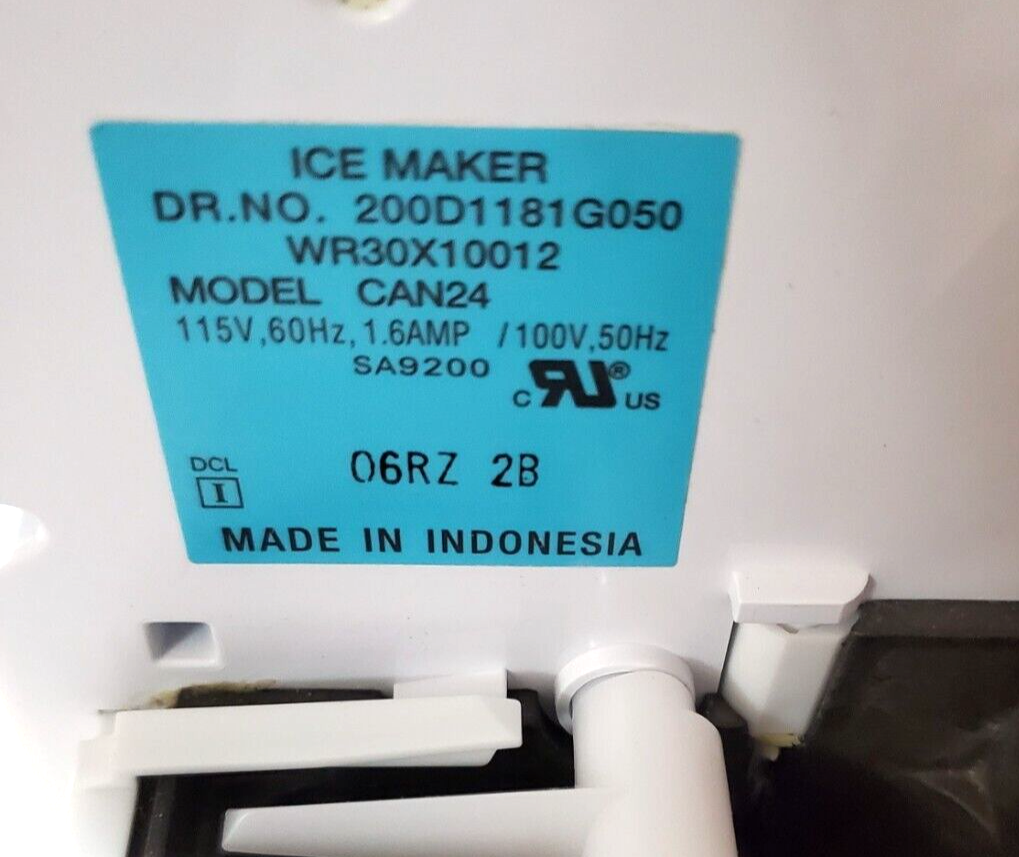 ICE MAKER
DR.NO. 200D1181G050
WR30X10012
MODEL CAN24
115V,60Hz,1.6AMP /100V,50Hz
SA9200
c RU® US
DCL
I
06RZ 2B
MADE IN INDONESIA